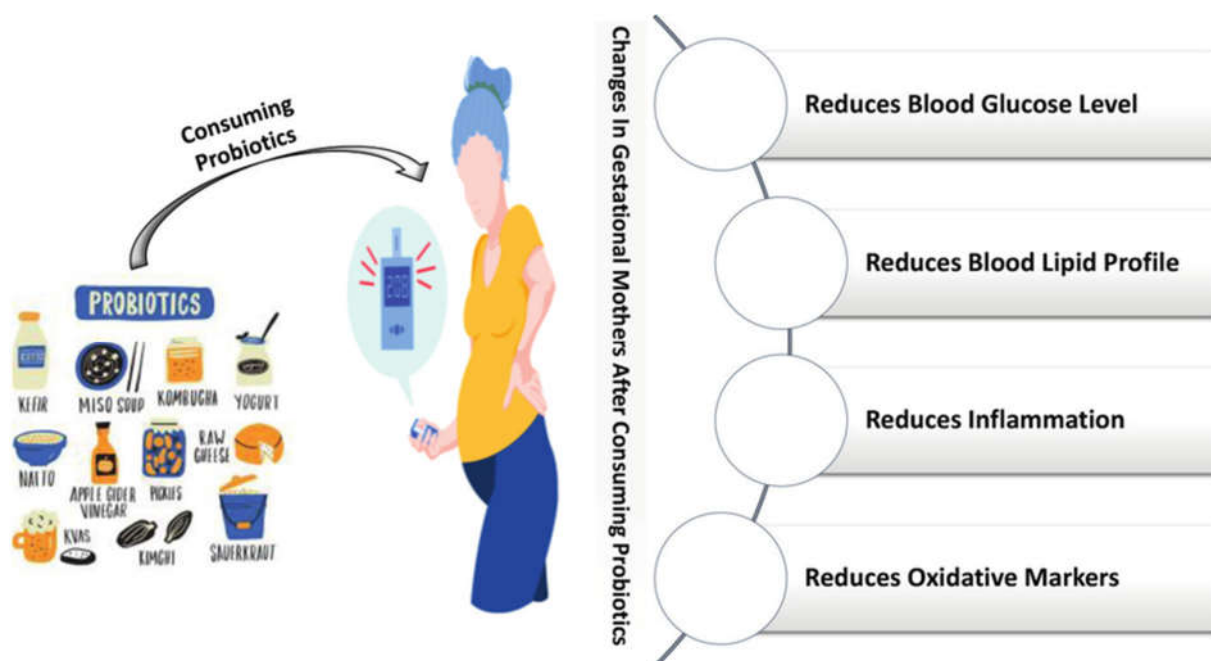 Consuming
Probiotics
PROBIOTICS
KEFIR
MISO SOUP
KOMBUCHA
YOGURT
NATTO
APPLE CIDER
VINEGAR
PICKLES
RAW
CHEESE
KVAS
KIMCHI
SAUERKRAUT
Changes In Gestational Mothers After Consuming Probiotics
Reduces Blood Glucose Level
Reduces Blood Lipid Profile
Reduces Inflammation
Reduces Oxidative Markers